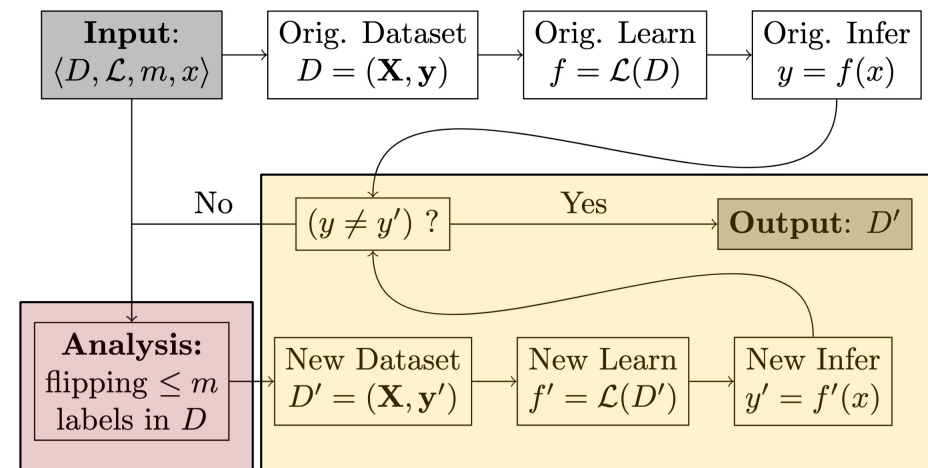 Input:
⟨D, ℒ, m, x⟩
Orig. Dataset
D = (X, y)
Orig. Learn
f = ℒ(D)
Orig. Infer
y = f(x)
No
(y ≠ y′) ?
Yes
Output: D′
Analysis:
flipping ≤ m
labels in D
New Dataset
D′ = (X, y′)
New Learn
f′ = ℒ(D′)
New Infer
y′ = f′(x)